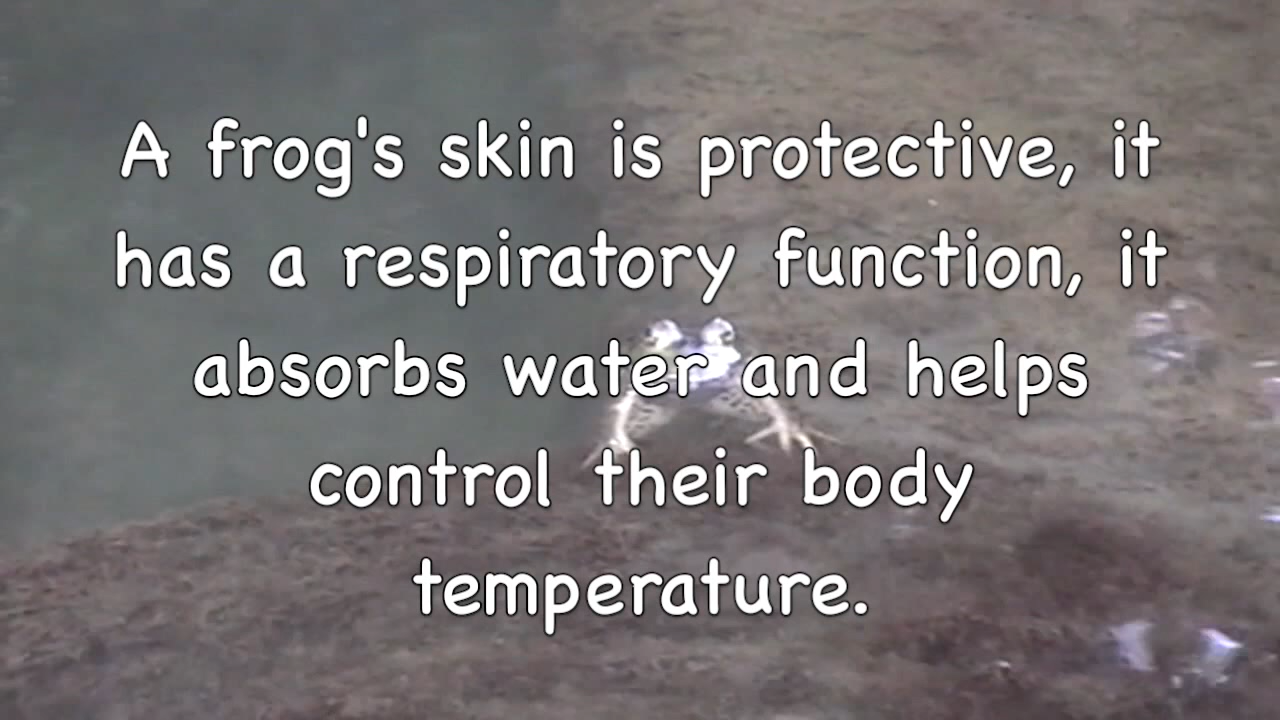 A frog's skin is protective, it
has a respiratory function, it
absorbs water and helps
control their body
temperature.